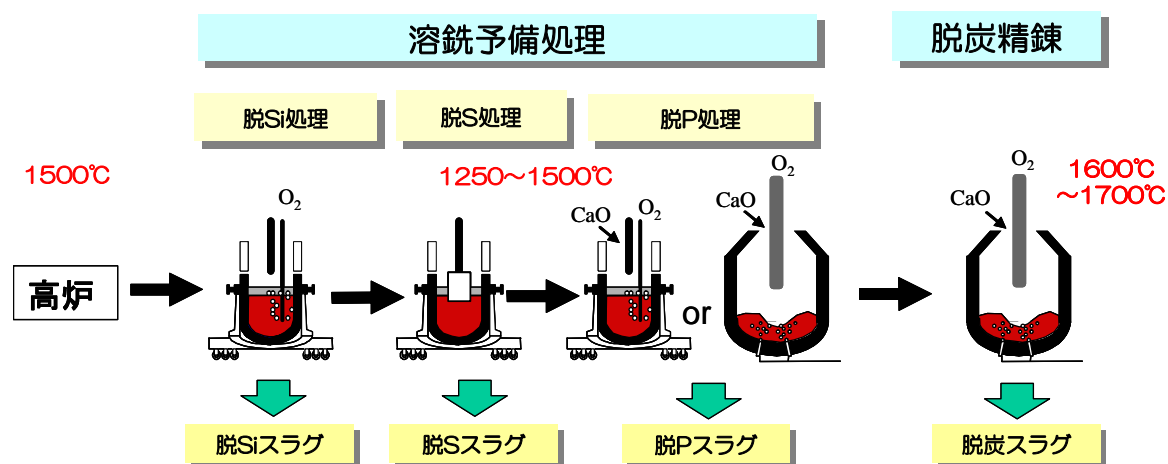 溶銑予備処理
脱炭精錬
脱Si処理
脱S処理
脱P処理
1500℃
1250～1500℃
1600℃
～1700℃
O₂
CaO
O₂
CaO
O₂
CaO
O₂
高炉
or
脱Siスラグ
脱Sスラグ
脱Pスラグ
脱炭スラグ